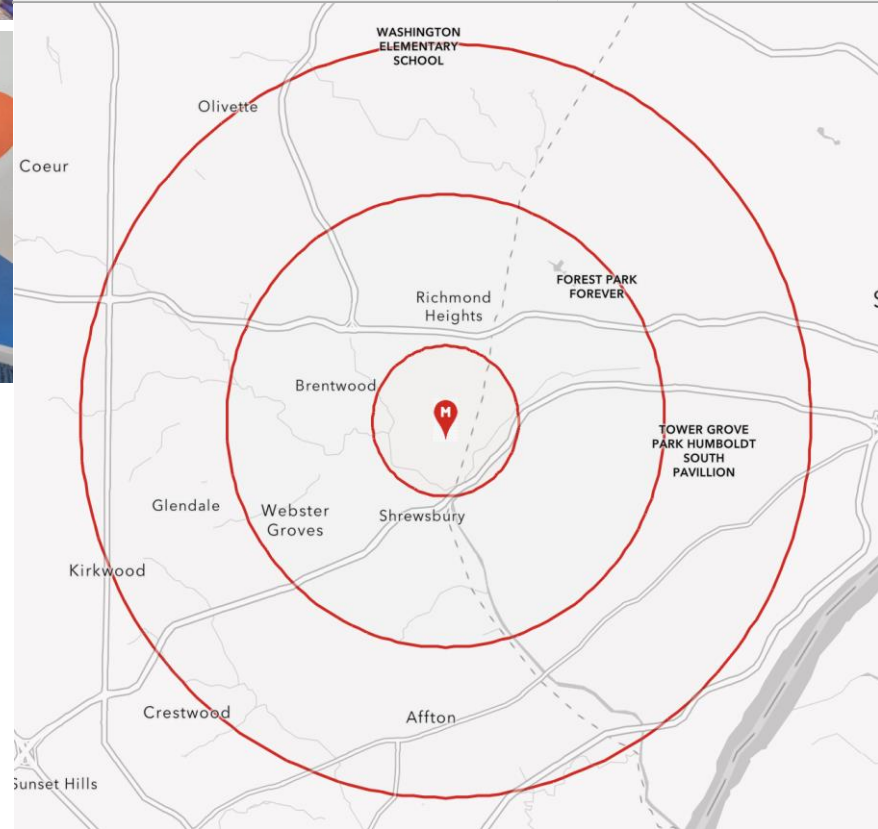 WASHINGTON
ELEMENTARY
SCHOOL
Olivette
Coeur
FOREST PARK
FOREVER
Richmond
Heights
S
Brentwood
M
TOWER GROVE
PARK HUMBOLDT
SOUTH
PAVILLION
Glendale
Webster
Groves
Shrewsbury
Kirkwood
Crestwood
Affton
Sunset Hills